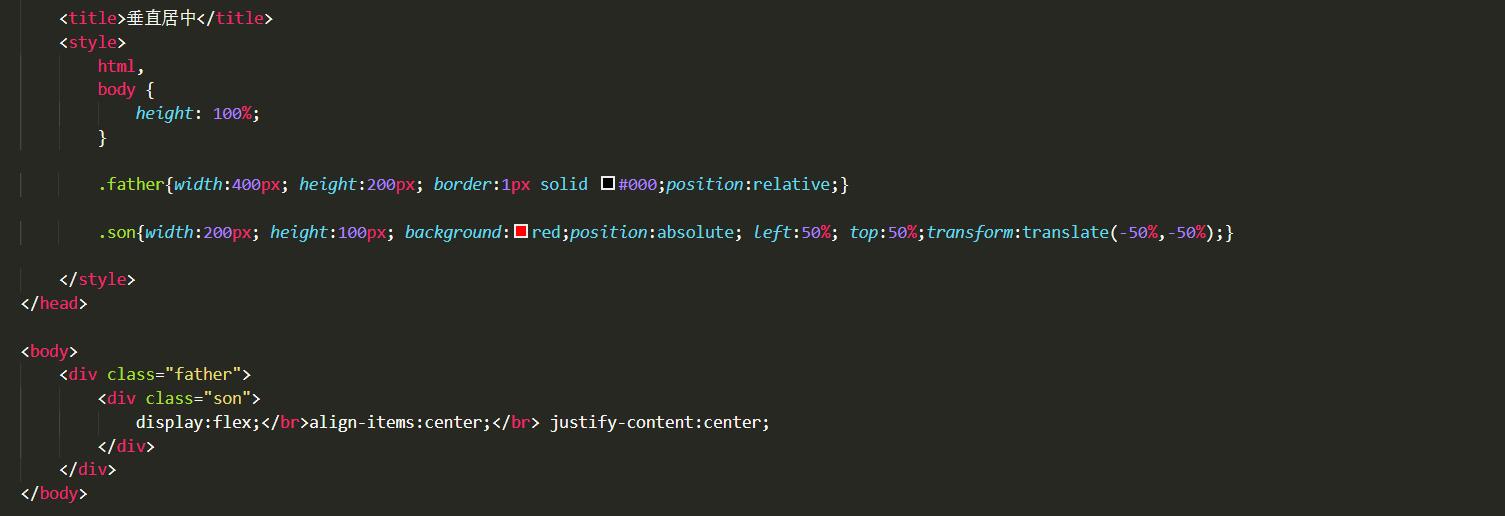 <title>垂直居中</title>
<style>
html,
body {
height: 100%;
}
.father{width:400px; height:200px; border:1px solid #000;position:relative;}
.son{width:200px; height:100px; background:red;position:absolute; left:50%; top:50%;transform:translate(-50%,-50%);}
</style>
</head>
<body>
<div class="father">
<div class="son">
display:flex;</br>align-items:center;</br> justify-content:center;
</div>
</div>
</body>